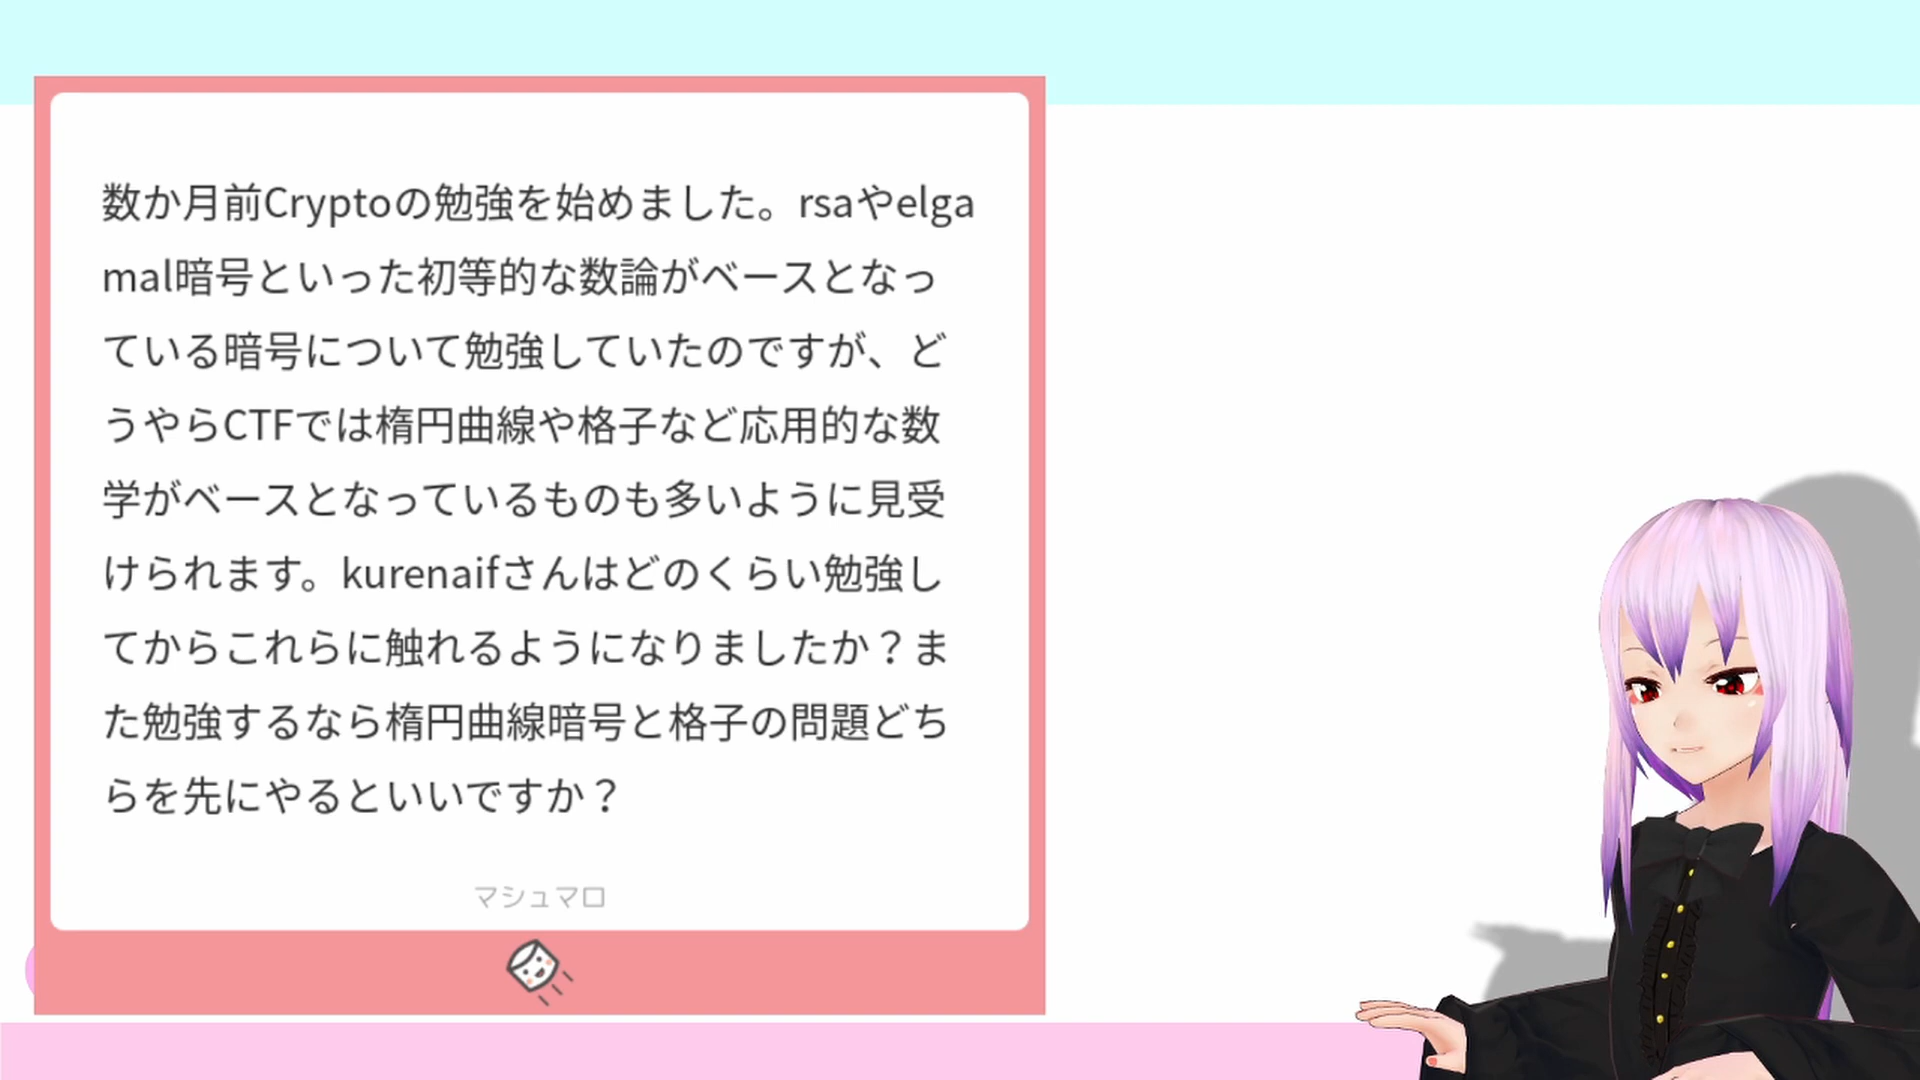 数か月前Cryptoの勉強を始めました。rsaやelga
mal暗号といった初等的な数論がベースとなっ
ている暗号について勉強していたのですが、ど
うやらCTFでは楕円曲線や格子など応用的な数
学がベースとなっているものも多いように見受
けられます。kurenaifさんはどのくらい勉強し
てからこれらに触れるようになりましたか？ま
た勉強するなら楕円曲線暗号と格子の問題どち
らを先にやるといいですか？
マシュマロ